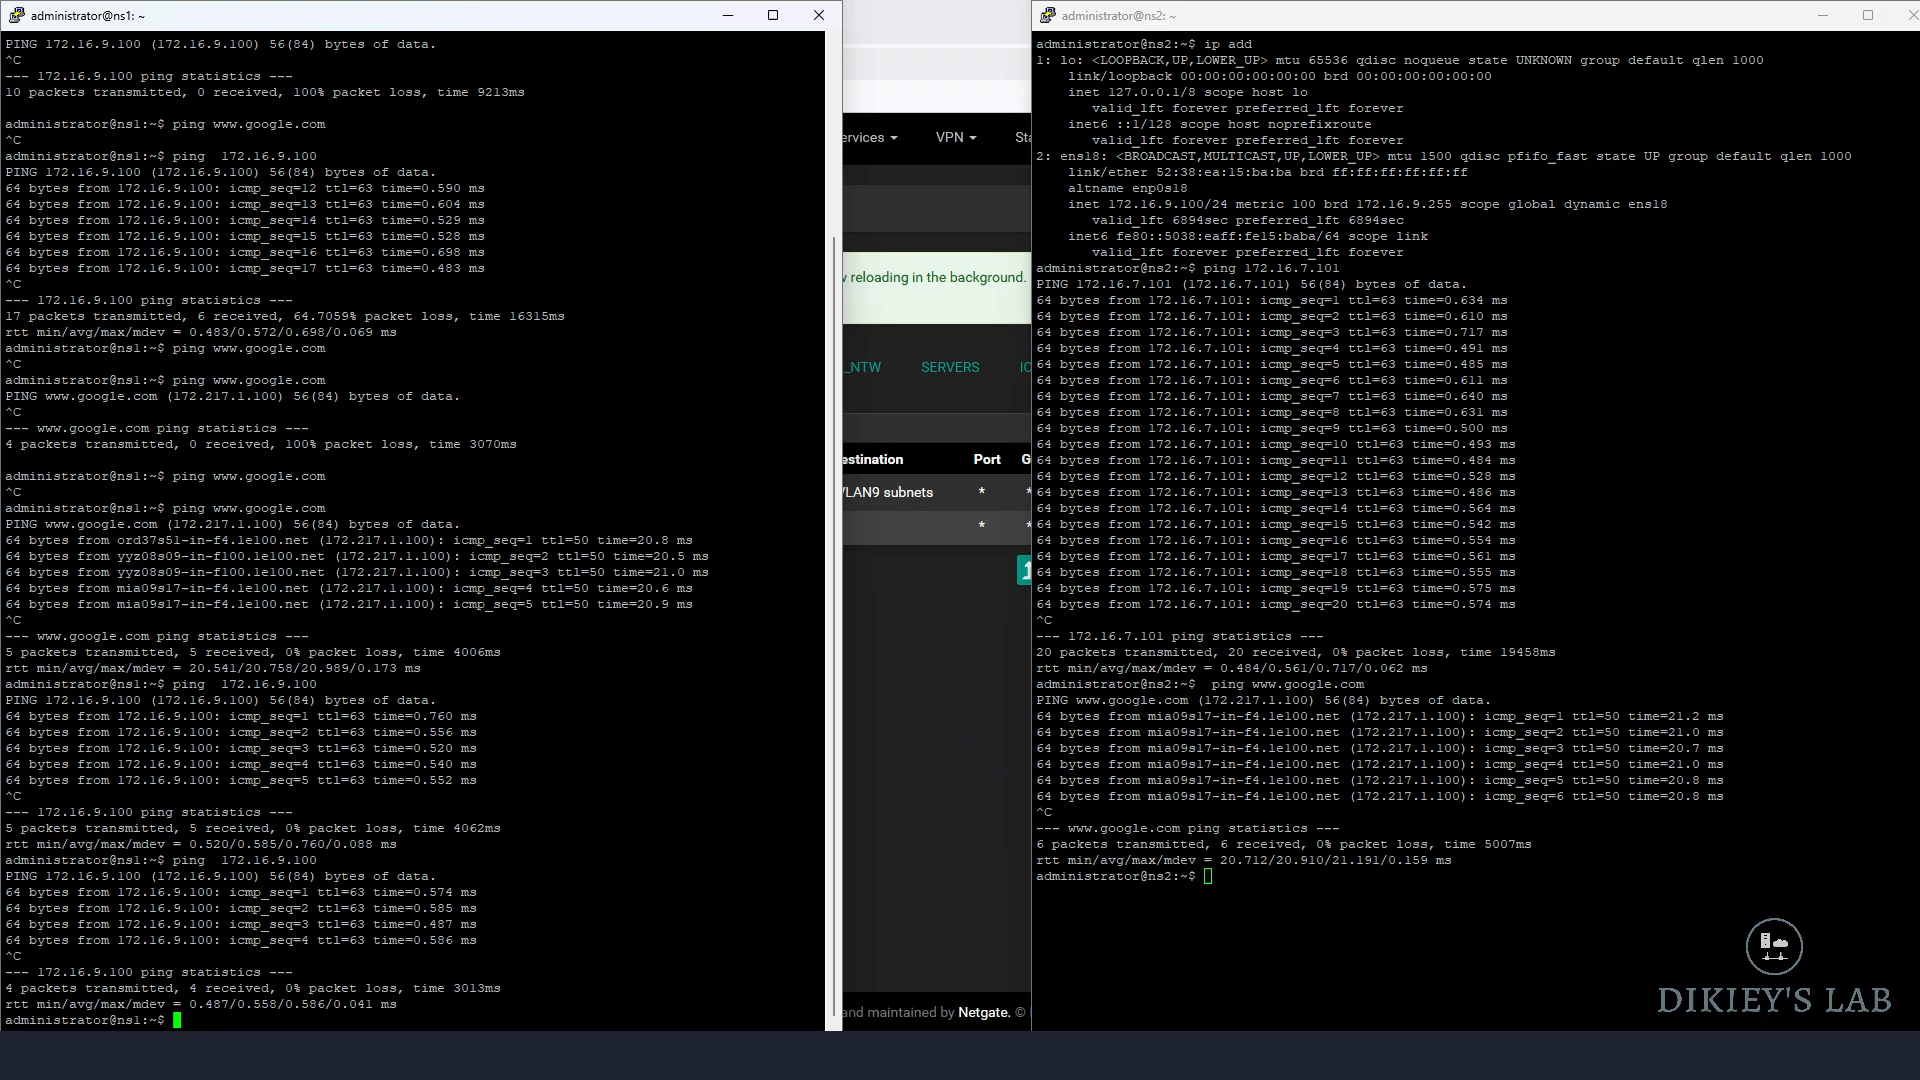 administrator@ns1: ~
PING 172.16.9.100 (172.16.9.100) 56(84) bytes of data.
^C
--- 172.16.9.100 ping statistics ---
10 packets transmitted, 0 received, 100% packet loss, time 9213ms
administrator@ns1:~$ ping www.google.com
^C
administrator@ns1:~$ ping  172.16.9.100
PING 172.16.9.100 (172.16.9.100) 56(84) bytes of data.
64 bytes from 172.16.9.100: icmp_seq=12 ttl=63 time=0.590 ms
64 bytes from 172.16.9.100: icmp_seq=13 ttl=63 time=0.604 ms
64 bytes from 172.16.9.100: icmp_seq=14 ttl=63 time=0.529 ms
64 bytes from 172.16.9.100: icmp_seq=15 ttl=63 time=0.528 ms
64 bytes from 172.16.9.100: icmp_seq=16 ttl=63 time=0.698 ms
64 bytes from 172.16.9.100: icmp_seq=17 ttl=63 time=0.483 ms
^C
--- 172.16.9.100 ping statistics ---
17 packets transmitted, 6 received, 64.7059% packet loss, time 16315ms
rtt min/avg/max/mdev = 0.483/0.572/0.698/0.069 ms
administrator@ns1:~$ ping www.google.com
^C
administrator@ns1:~$ ping www.google.com
PING www.google.com (172.217.1.100) 56(84) bytes of data.
^C
--- www.google.com ping statistics ---
4 packets transmitted, 0 received, 100% packet loss, time 3070ms
administrator@ns1:~$ ping www.google.com
^C
administrator@ns1:~$ ping www.google.com
PING www.google.com (172.217.1.100) 56(84) bytes of data.
64 bytes from ord37s51-in-f4.1e100.net (172.217.1.100): icmp_seq=1 ttl=50 time=20.8 ms
64 bytes from yyz08s09-in-f100.1e100.net (172.217.1.100): icmp_seq=2 ttl=50 time=20.5 ms
64 bytes from yyz08s09-in-f100.1e100.net (172.217.1.100): icmp_seq=3 ttl=50 time=21.0 ms
64 bytes from mia09s17-in-f4.1e100.net (172.217.1.100): icmp_seq=4 ttl=50 time=20.6 ms
64 bytes from mia09s17-in-f4.1e100.net (172.217.1.100): icmp_seq=5 ttl=50 time=20.9 ms
^C
--- www.google.com ping statistics ---
5 packets transmitted, 5 received, 0% packet loss, time 4006ms
rtt min/avg/max/mdev = 20.541/20.758/20.989/0.173 ms
administrator@ns1:~$ ping  172.16.9.100
PING 172.16.9.100 (172.16.9.100) 56(84) bytes of data.
64 bytes from 172.16.9.100: icmp_seq=1 ttl=63 time=0.760 ms
64 bytes from 172.16.9.100: icmp_seq=2 ttl=63 time=0.556 ms
64 bytes from 172.16.9.100: icmp_seq=3 ttl=63 time=0.520 ms
64 bytes from 172.16.9.100: icmp_seq=4 ttl=63 time=0.540 ms
64 bytes from 172.16.9.100: icmp_seq=5 ttl=63 time=0.552 ms
^C
--- 172.16.9.100 ping statistics ---
5 packets transmitted, 5 received, 0% packet loss, time 4062ms
rtt min/avg/max/mdev = 0.520/0.585/0.760/0.088 ms
administrator@ns1:~$ ping  172.16.9.100
PING 172.16.9.100 (172.16.9.100) 56(84) bytes of data.
64 bytes from 172.16.9.100: icmp_seq=1 ttl=63 time=0.574 ms
64 bytes from 172.16.9.100: icmp_seq=2 ttl=63 time=0.585 ms
64 bytes from 172.16.9.100: icmp_seq=3 ttl=63 time=0.487 ms
64 bytes from 172.16.9.100: icmp_seq=4 ttl=63 time=0.586 ms
^C
--- 172.16.9.100 ping statistics ---
4 packets transmitted, 4 received, 0% packet loss, time 3013ms
rtt min/avg/max/mdev = 0.487/0.558/0.586/0.041 ms
administrator@ns1:~$
ervices VPN Sta
reloading in the background.
_NTW SERVERS IC
estination Port G
VLAN9 subnets * *
* *
and maintained by Netgate. ©
administrator@ns2: ~
administrator@ns2:~$ ip add
1: lo: <LOOPBACK,UP,LOWER_UP> mtu 65536 qdisc noqueue state UNKNOWN group default qlen 1000
link/loopback 00:00:00:00:00:00 brd 00:00:00:00:00:00
inet 127.0.0.1/8 scope host lo
valid_lft forever preferred_lft forever
inet6 ::1/128 scope host noprefixroute
valid_lft forever preferred_lft forever
2: ens18: <BROADCAST,MULTICAST,UP,LOWER_UP> mtu 1500 qdisc pfifo_fast state UP group default qlen 1000
link/ether 52:38:ea:15:ba:ba brd ff:ff:ff:ff:ff:ff
altname enp0s18
inet 172.16.9.100/24 metric 100 brd 172.16.9.255 scope global dynamic ens18
valid_lft 6894sec preferred_lft 6894sec
inet6 fe80::5038:eaff:fe15:baba/64 scope link
valid_lft forever preferred_lft forever
administrator@ns2:~$ ping 172.16.7.101
PING 172.16.7.101 (172.16.7.101) 56(84) bytes of data.
64 bytes from 172.16.7.101: icmp_seq=1 ttl=63 time=0.634 ms
64 bytes from 172.16.7.101: icmp_seq=2 ttl=63 time=0.610 ms
64 bytes from 172.16.7.101: icmp_seq=3 ttl=63 time=0.717 ms
64 bytes from 172.16.7.101: icmp_seq=4 ttl=63 time=0.491 ms
64 bytes from 172.16.7.101: icmp_seq=5 ttl=63 time=0.485 ms
64 bytes from 172.16.7.101: icmp_seq=6 ttl=63 time=0.611 ms
64 bytes from 172.16.7.101: icmp_seq=7 ttl=63 time=0.640 ms
64 bytes from 172.16.7.101: icmp_seq=8 ttl=63 time=0.631 ms
64 bytes from 172.16.7.101: icmp_seq=9 ttl=63 time=0.500 ms
64 bytes from 172.16.7.101: icmp_seq=10 ttl=63 time=0.493 ms
64 bytes from 172.16.7.101: icmp_seq=11 ttl=63 time=0.484 ms
64 bytes from 172.16.7.101: icmp_seq=12 ttl=63 time=0.528 ms
64 bytes from 172.16.7.101: icmp_seq=13 ttl=63 time=0.486 ms
64 bytes from 172.16.7.101: icmp_seq=14 ttl=63 time=0.564 ms
64 bytes from 172.16.7.101: icmp_seq=15 ttl=63 time=0.542 ms
64 bytes from 172.16.7.101: icmp_seq=16 ttl=63 time=0.554 ms
64 bytes from 172.16.7.101: icmp_seq=17 ttl=63 time=0.561 ms
64 bytes from 172.16.7.101: icmp_seq=18 ttl=63 time=0.555 ms
64 bytes from 172.16.7.101: icmp_seq=19 ttl=63 time=0.575 ms
64 bytes from 172.16.7.101: icmp_seq=20 ttl=63 time=0.574 ms
^C
--- 172.16.7.101 ping statistics ---
20 packets transmitted, 20 received, 0% packet loss, time 19458ms
rtt min/avg/max/mdev = 0.484/0.561/0.717/0.062 ms
administrator@ns2:~$  ping www.google.com
PING www.google.com (172.217.1.100) 56(84) bytes of data.
64 bytes from mia09s17-in-f4.1e100.net (172.217.1.100): icmp_seq=1 ttl=50 time=21.2 ms
64 bytes from mia09s17-in-f4.1e100.net (172.217.1.100): icmp_seq=2 ttl=50 time=21.0 ms
64 bytes from mia09s17-in-f4.1e100.net (172.217.1.100): icmp_seq=3 ttl=50 time=20.7 ms
64 bytes from mia09s17-in-f4.1e100.net (172.217.1.100): icmp_seq=4 ttl=50 time=21.0 ms
64 bytes from mia09s17-in-f4.1e100.net (172.217.1.100): icmp_seq=5 ttl=50 time=20.8 ms
64 bytes from mia09s17-in-f4.1e100.net (172.217.1.100): icmp_seq=6 ttl=50 time=20.8 ms
^C
--- www.google.com ping statistics ---
6 packets transmitted, 6 received, 0% packet loss, time 5007ms
rtt min/avg/max/mdev = 20.712/20.910/21.191/0.159 ms
administrator@ns2:~$
DIKIEY'S LAB